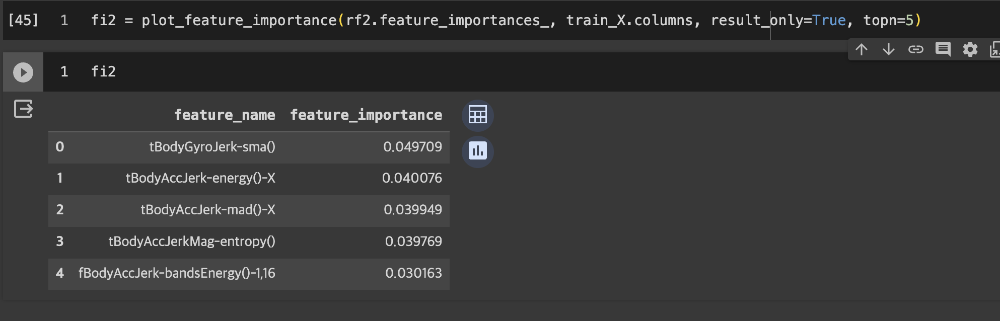 [45] 1 fi2 = plot_feature_importance(rf2.feature_importances_, train_X.columns, result_only=True, topn=5)
1 fi2
feature_name feature_importance
0 tBodyGyroJerk-sma() 0.049709
1 tBodyAccJerk-energy()-X 0.040076
2 tBodyAccJerk-mad()-X 0.039949
3 tBodyAccJerkMag-entropy() 0.039769
4 fBodyAccJerk-bandsEnergy()-1,16 0.030163